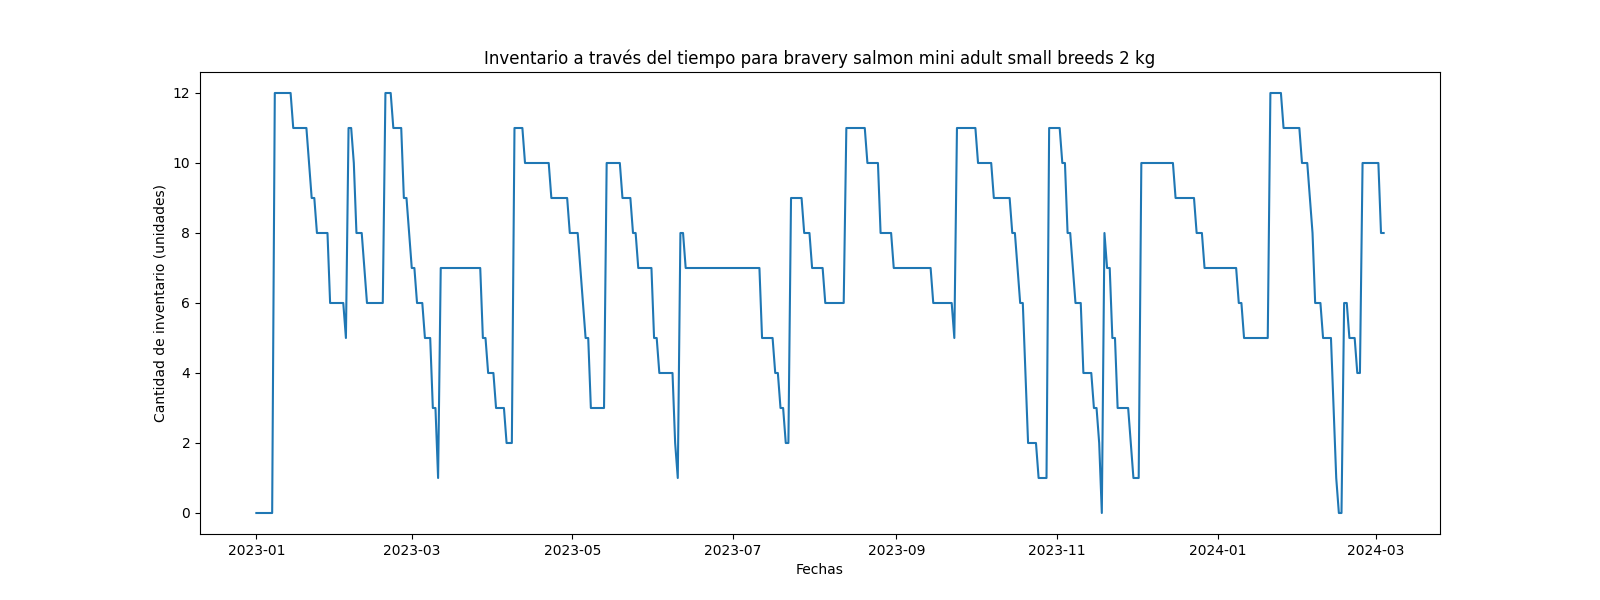 Inventario a través del tiempo para bravery salmon mini adult small breeds 2 kg
Cantidad de inventario (unidades)
12
10
8
6
4
2
0
2023-01 2023-03 2023-05 2023-07 2023-09 2023-11 2024-01 2024-03
Fechas